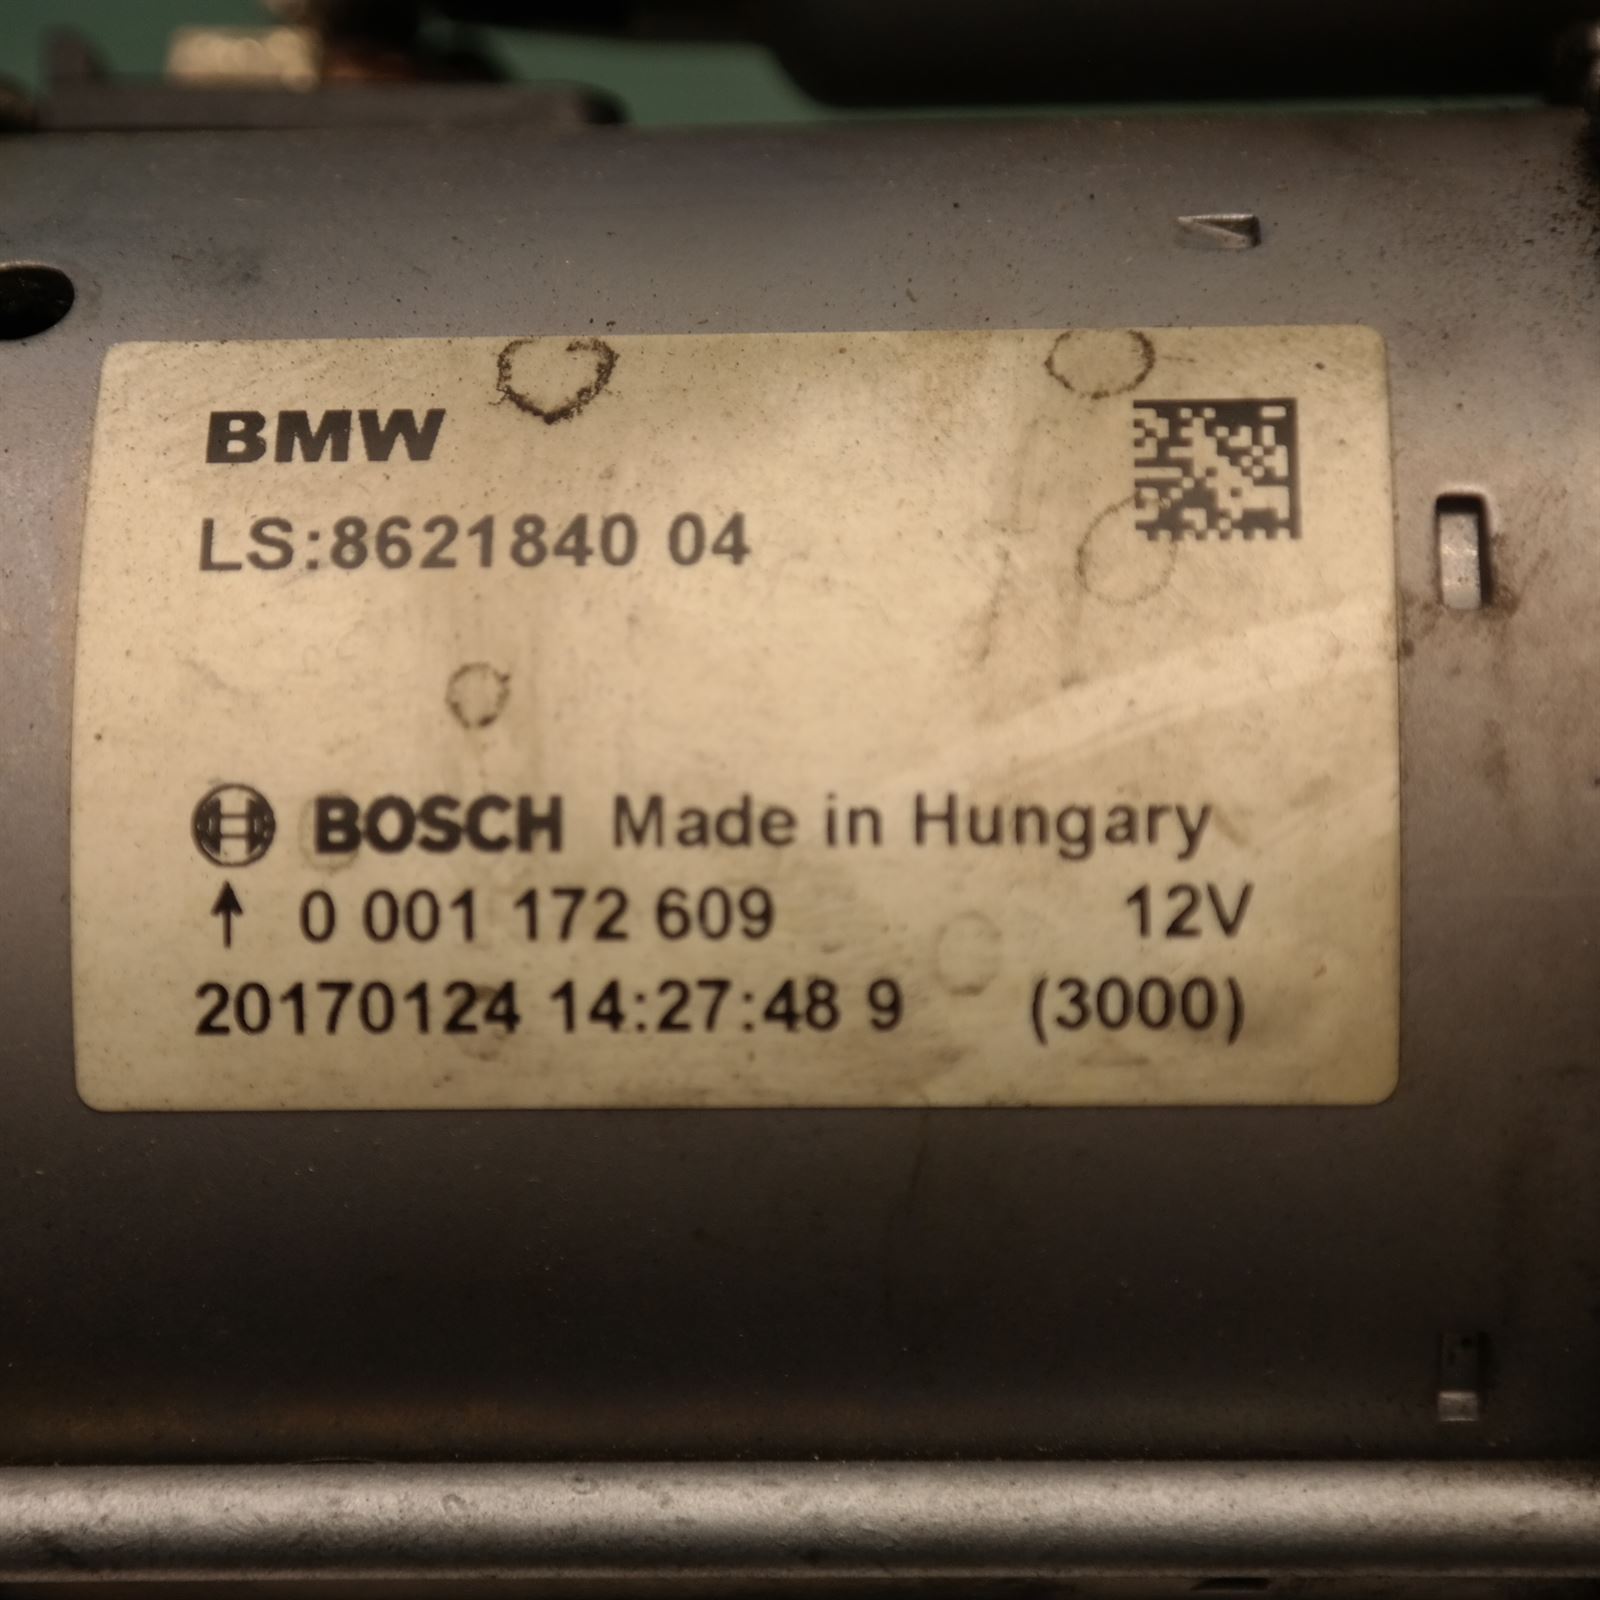 BMW
LS:8621840 04
BOSCH Made in Hungary
↑ 0 001 172 609 12V
20170124 14:27:48 9 (3000)